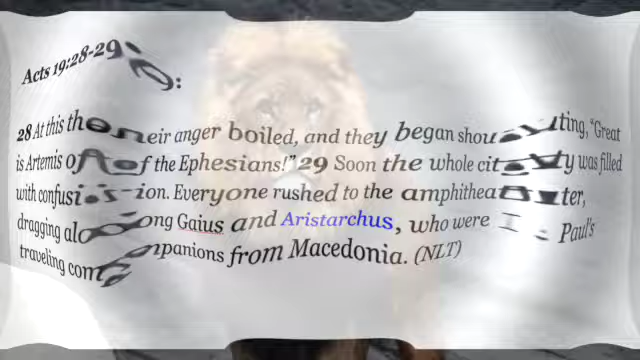 Acts 19:28-29
28 At this their anger boiled, and they began shouting, "Great
is Artemis of the Ephesians!" 29 Soon the whole city was filled
with confusion. Everyone rushed to the amphitheater,
dragging along Gaius and Aristarchus, who were Paul's
traveling companions from Macedonia. (NLT)